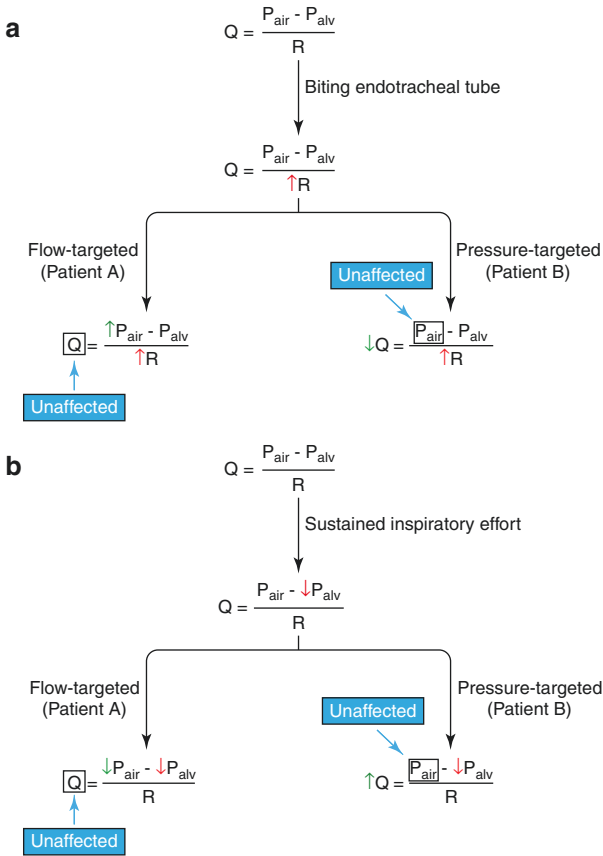 a
Q = P_air - P_alv / R
Biting endotracheal tube
Q = P_air - P_alv / ↑R
Flow-targeted
(Patient A)
Pressure-targeted
(Patient B)
Unaffected
Q = ↑P_air - P_alv / ↑R
↓Q = P_air - P_alv / ↑R
Unaffected
b
Q = P_air - P_alv / R
Sustained inspiratory effort
Q = P_air - ↓P_alv / R
Flow-targeted
(Patient A)
Pressure-targeted
(Patient B)
Unaffected
Q = ↓P_air - ↓P_alv / R
↑Q = P_air - ↓P_alv / R
Unaffected